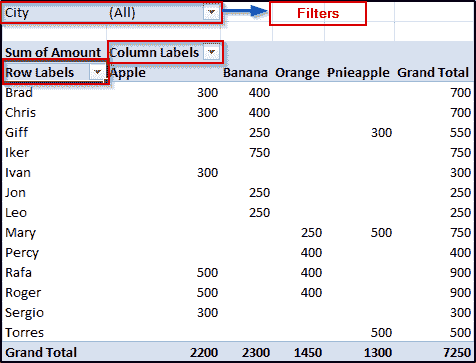 City (All) Filters
Sum of Amount Column Labels
Row Labels Apple Banana Orange Pnieapple Grand Total
Brad 300 400 700
Chris 300 400 700
Giff 250 300 550
Iker 750 750
Ivan 300 300
Jon 250 250
Leo 250 250
Mary 250 500 750
Percy 400 400
Rafa 500 400 900
Roger 500 400 900
Sergio 300 300
Torres 500 500
Grand Total 2200 2300 1450 1300 7250